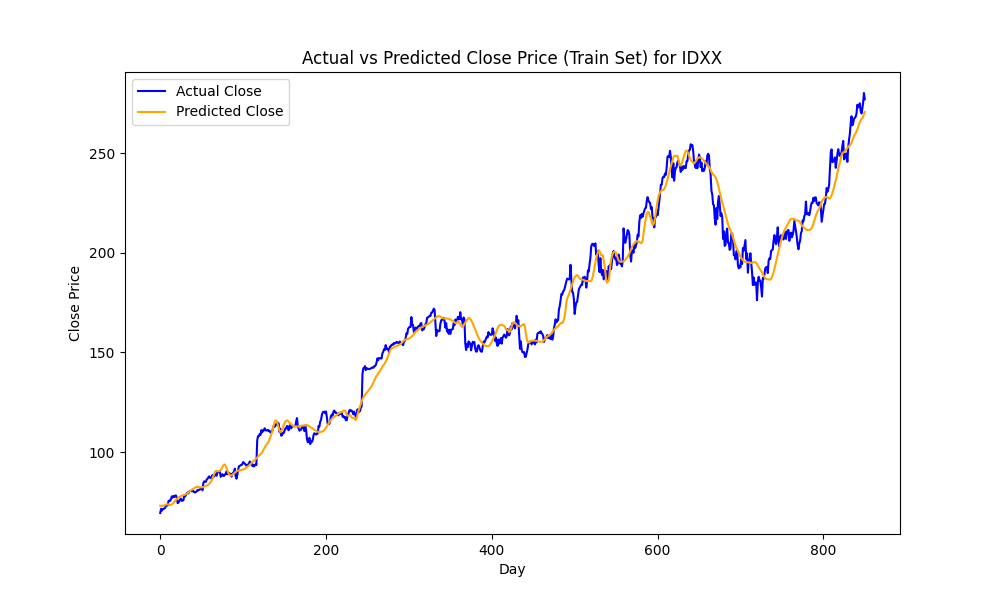 Actual vs Predicted Close Price (Train Set) for IDXX
Actual Close
Predicted Close
250
200
150
100
Close Price
0 200 400 600 800
Day